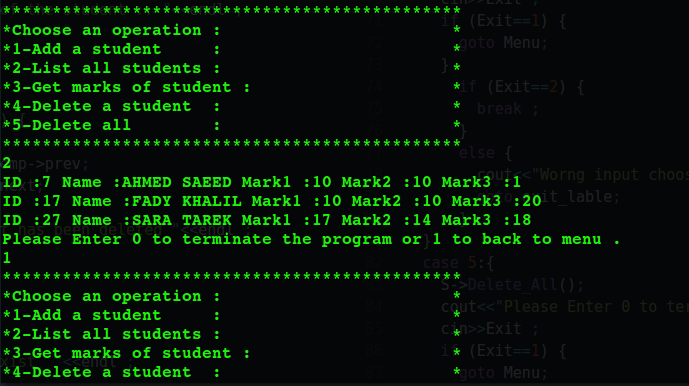 **********************************************
*Choose an operation : *
*1-Add a student : *
*2-List all students : *
*3-Get marks of student : *
*4-Delete a student : *
*5-Delete all : *
**********************************************
2
ID :7 Name :AHMED SAEED Mark1 :10 Mark2 :10 Mark3 :1
ID :17 Name :FADY KHALIL Mark1 :10 Mark2 :10 Mark3 :20
ID :27 Name :SARA TAREK Mark1 :17 Mark2 :14 Mark3 :18
Please Enter 0 to terminate the program or 1 to back to menu .
1
**********************************************
*Choose an operation : *
*1-Add a student : *
*2-List all students : *
*3-Get marks of student : *
*4-Delete a student : *
cin>>Exit ;
if (Exit==1) {
goto Menu;
}
if (Exit==2) {
break ;
}
else {
cout<<"Worng input choos
}
case 5:{
S->Delete_All();
cout<<"Please Enter 0 to ter
cin>>Exit ;
if (Exit==1) {
goto Menu;